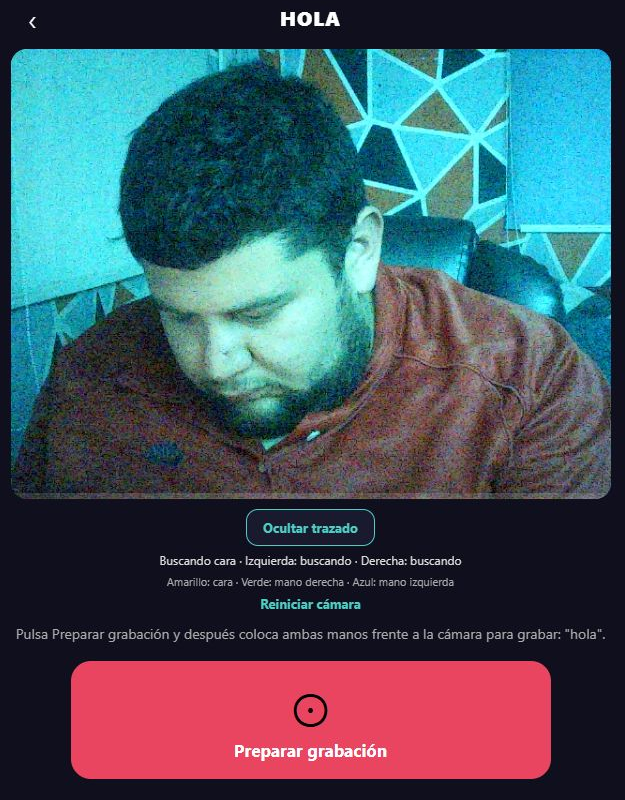 ‹
HOLA
Ocultar trazado
Buscando cara · Izquierda: buscando · Derecha: buscando
Amarillo: cara · Verde: mano derecha · Azul: mano izquierda
Reiniciar cámara
Pulsa Preparar grabación y después coloca ambas manos frente a la cámara para grabar: "hola".
Preparar grabación